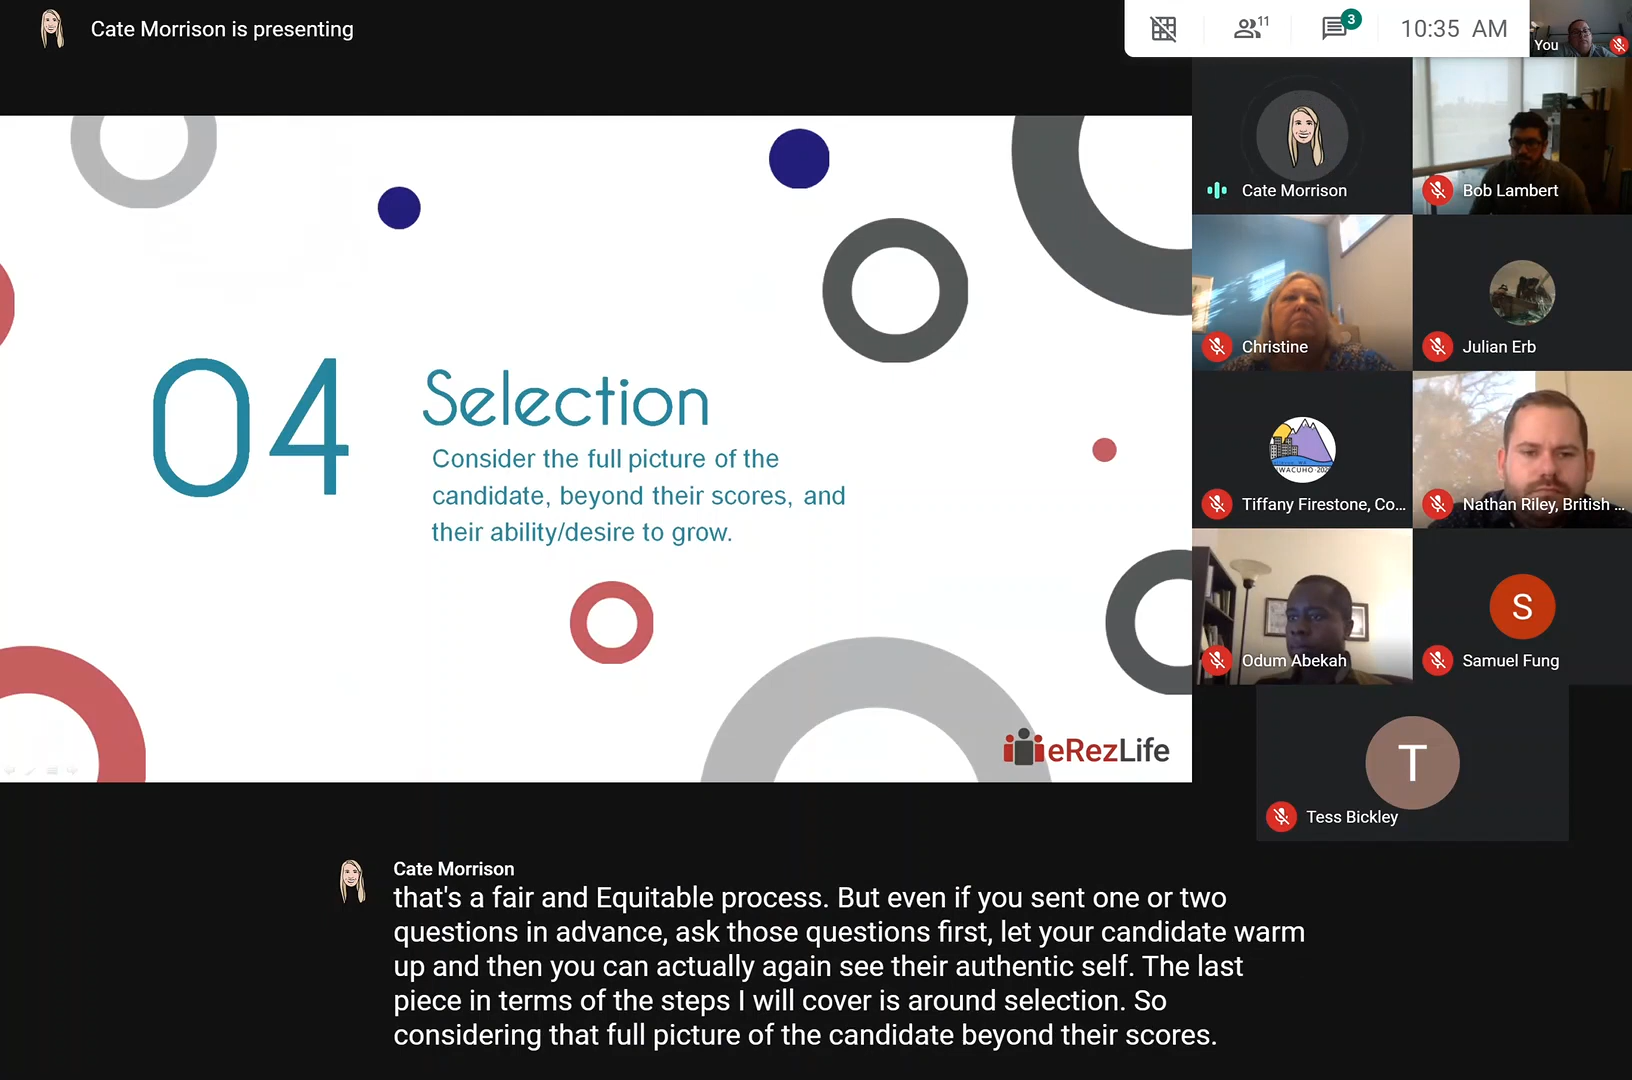 Cate Morrison is presenting
11
3
10:35 AM
You
Cate Morrison
Bob Lambert
Christine
Julian Erb
Tiffany Firestone, Co...
Nathan Riley, British ...
Odum Abekah
Samuel Fung
S
T
Tess Bickley
04
Selection
Consider the full picture of the
candidate, beyond their scores, and
their ability/desire to grow.
eRezLife
Cate Morrison
that's a fair and Equitable process. But even if you sent one or two
questions in advance, ask those questions first, let your candidate warm
up and then you can actually again see their authentic self. The last
piece in terms of the steps I will cover is around selection. So
considering that full picture of the candidate beyond their scores.